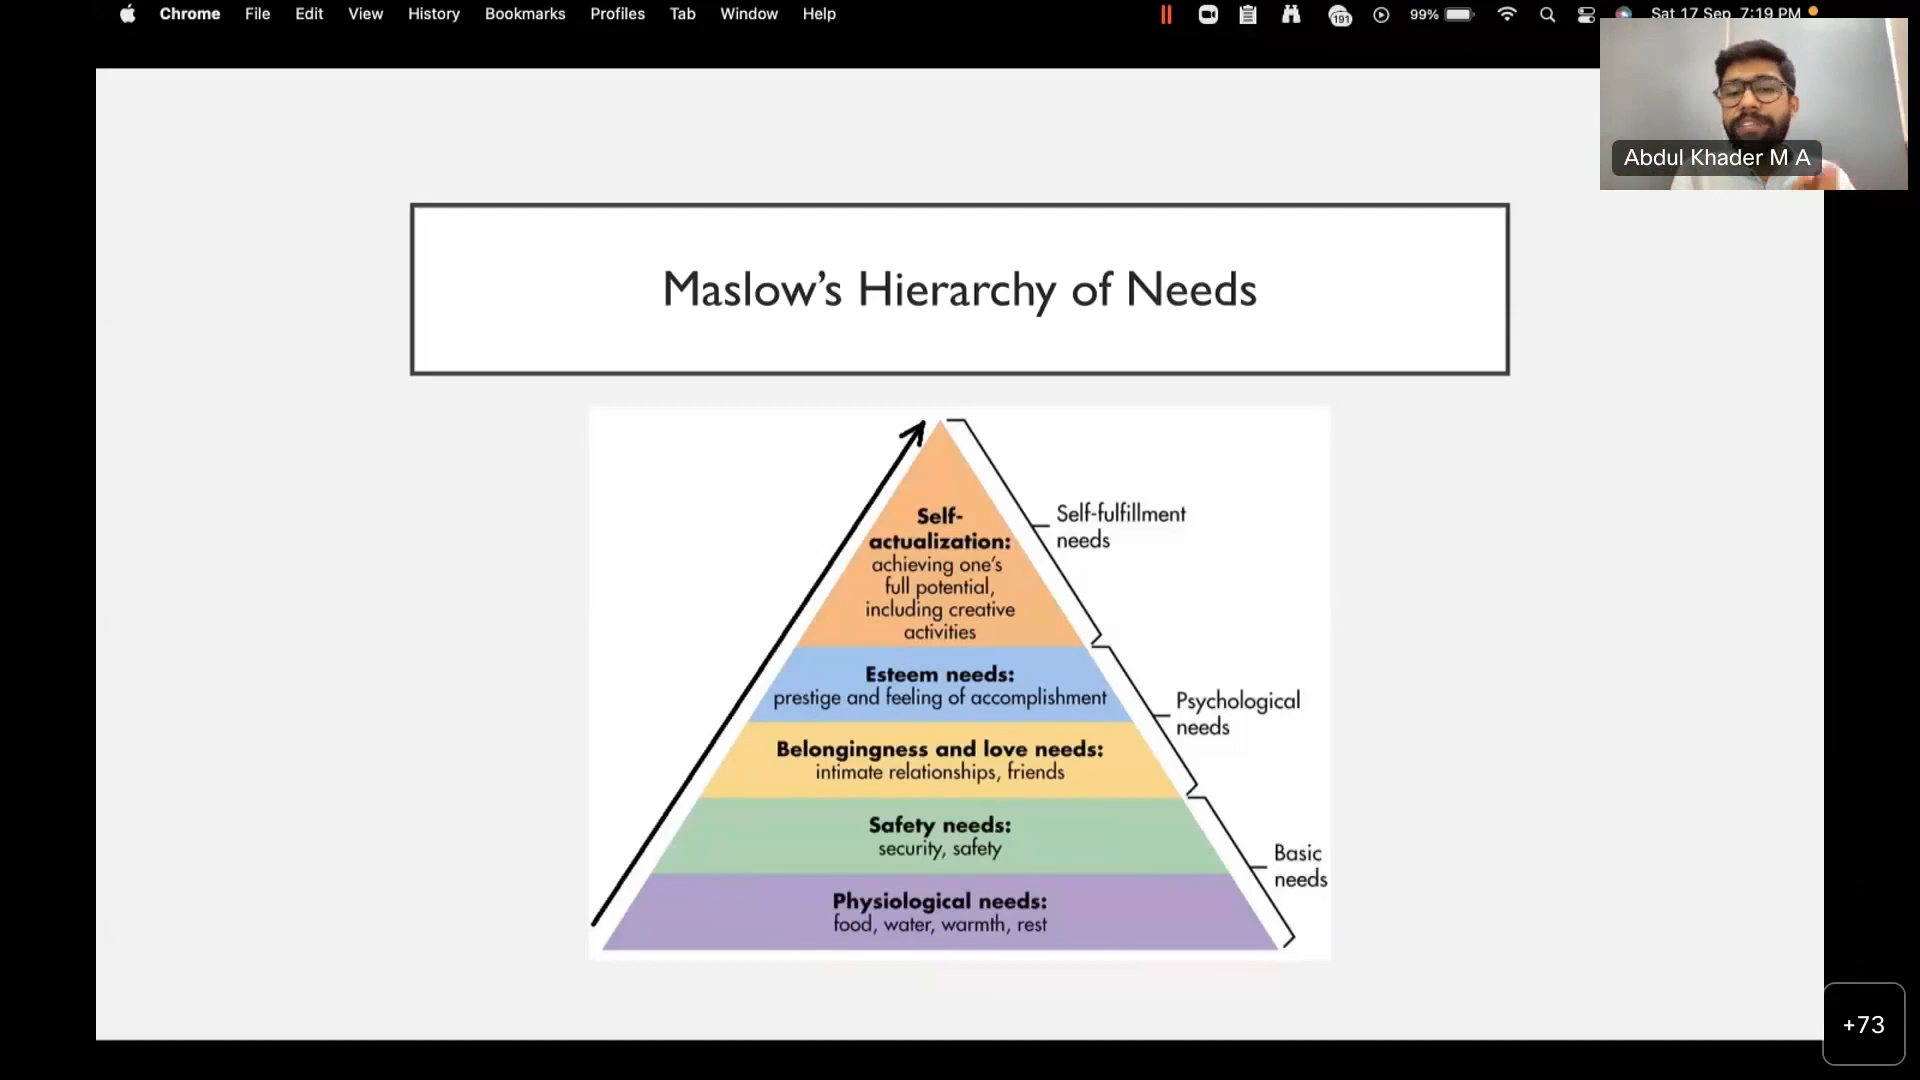 Chrome File Edit View History Bookmarks Profiles Tab Window Help 191 99% Sat 17 Sep 7:19 PM
Abdul Khader M A
Maslow’s Hierarchy of Needs
Self-
actualization:
achieving one’s
full potential,
including creative
activities
Self-fulfillment
needs
Esteem needs:
prestige and feeling of accomplishment
Psychological
needs
Belongingness and love needs:
intimate relationships, friends
Safety needs:
security, safety
Basic
needs
Physiological needs:
food, water, warmth, rest
+73